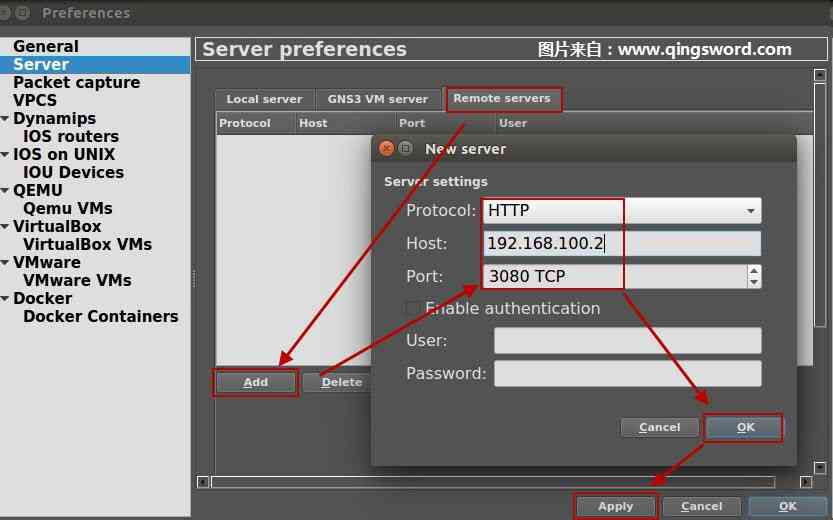 Preferences
General
Server
Packet capture
VPCS
Dynamips
IOS routers
IOS on UNIX
IOU Devices
QEMU
Qemu VMs
VirtualBox
VirtualBox VMs
VMware
VMware VMs
Docker
Docker Containers
Server preferences
图片来自：www.qingsword.com
Local server GNS3 VM server Remote servers
Protocol Host Port User
New server
Server settings
Protocol: HTTP
Host: 192.168.100.2
Port: 3080 TCP
Enable authentication
User:
Password:
Cancel OK
Add Delete
Apply Cancel OK